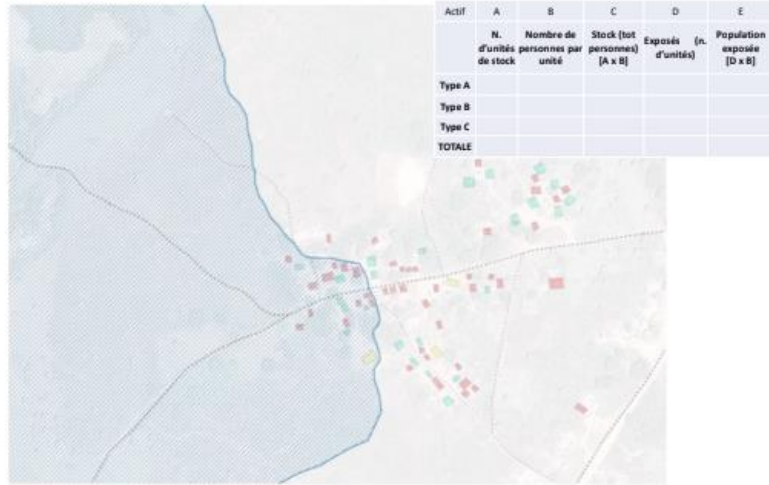 Actif A B C D E
N. d'unités de stock Nombre de personnes par unité Stock (tot personnes) [A x B] Exposés (n. d'unités) Population exposée [D x B]
Type A
Type B
Type C
TOTALE